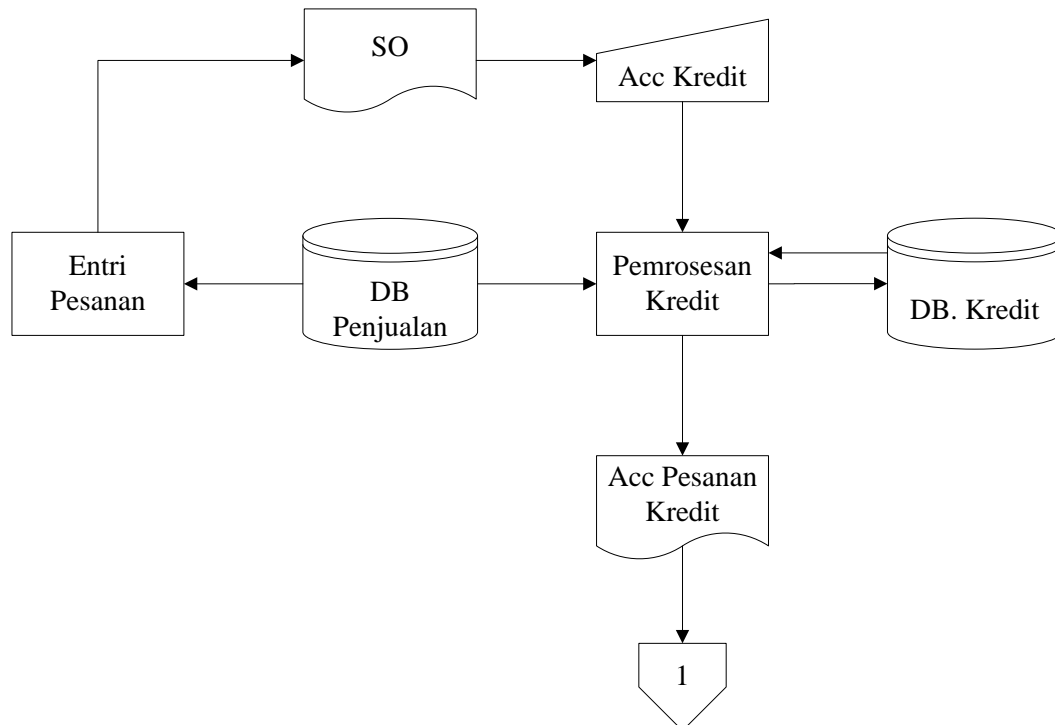 SO
Acc Kredit
Entri
Pesanan
DB
Penjualan
Pemrosesan
Kredit
DB. Kredit
Acc Pesanan
Kredit
1